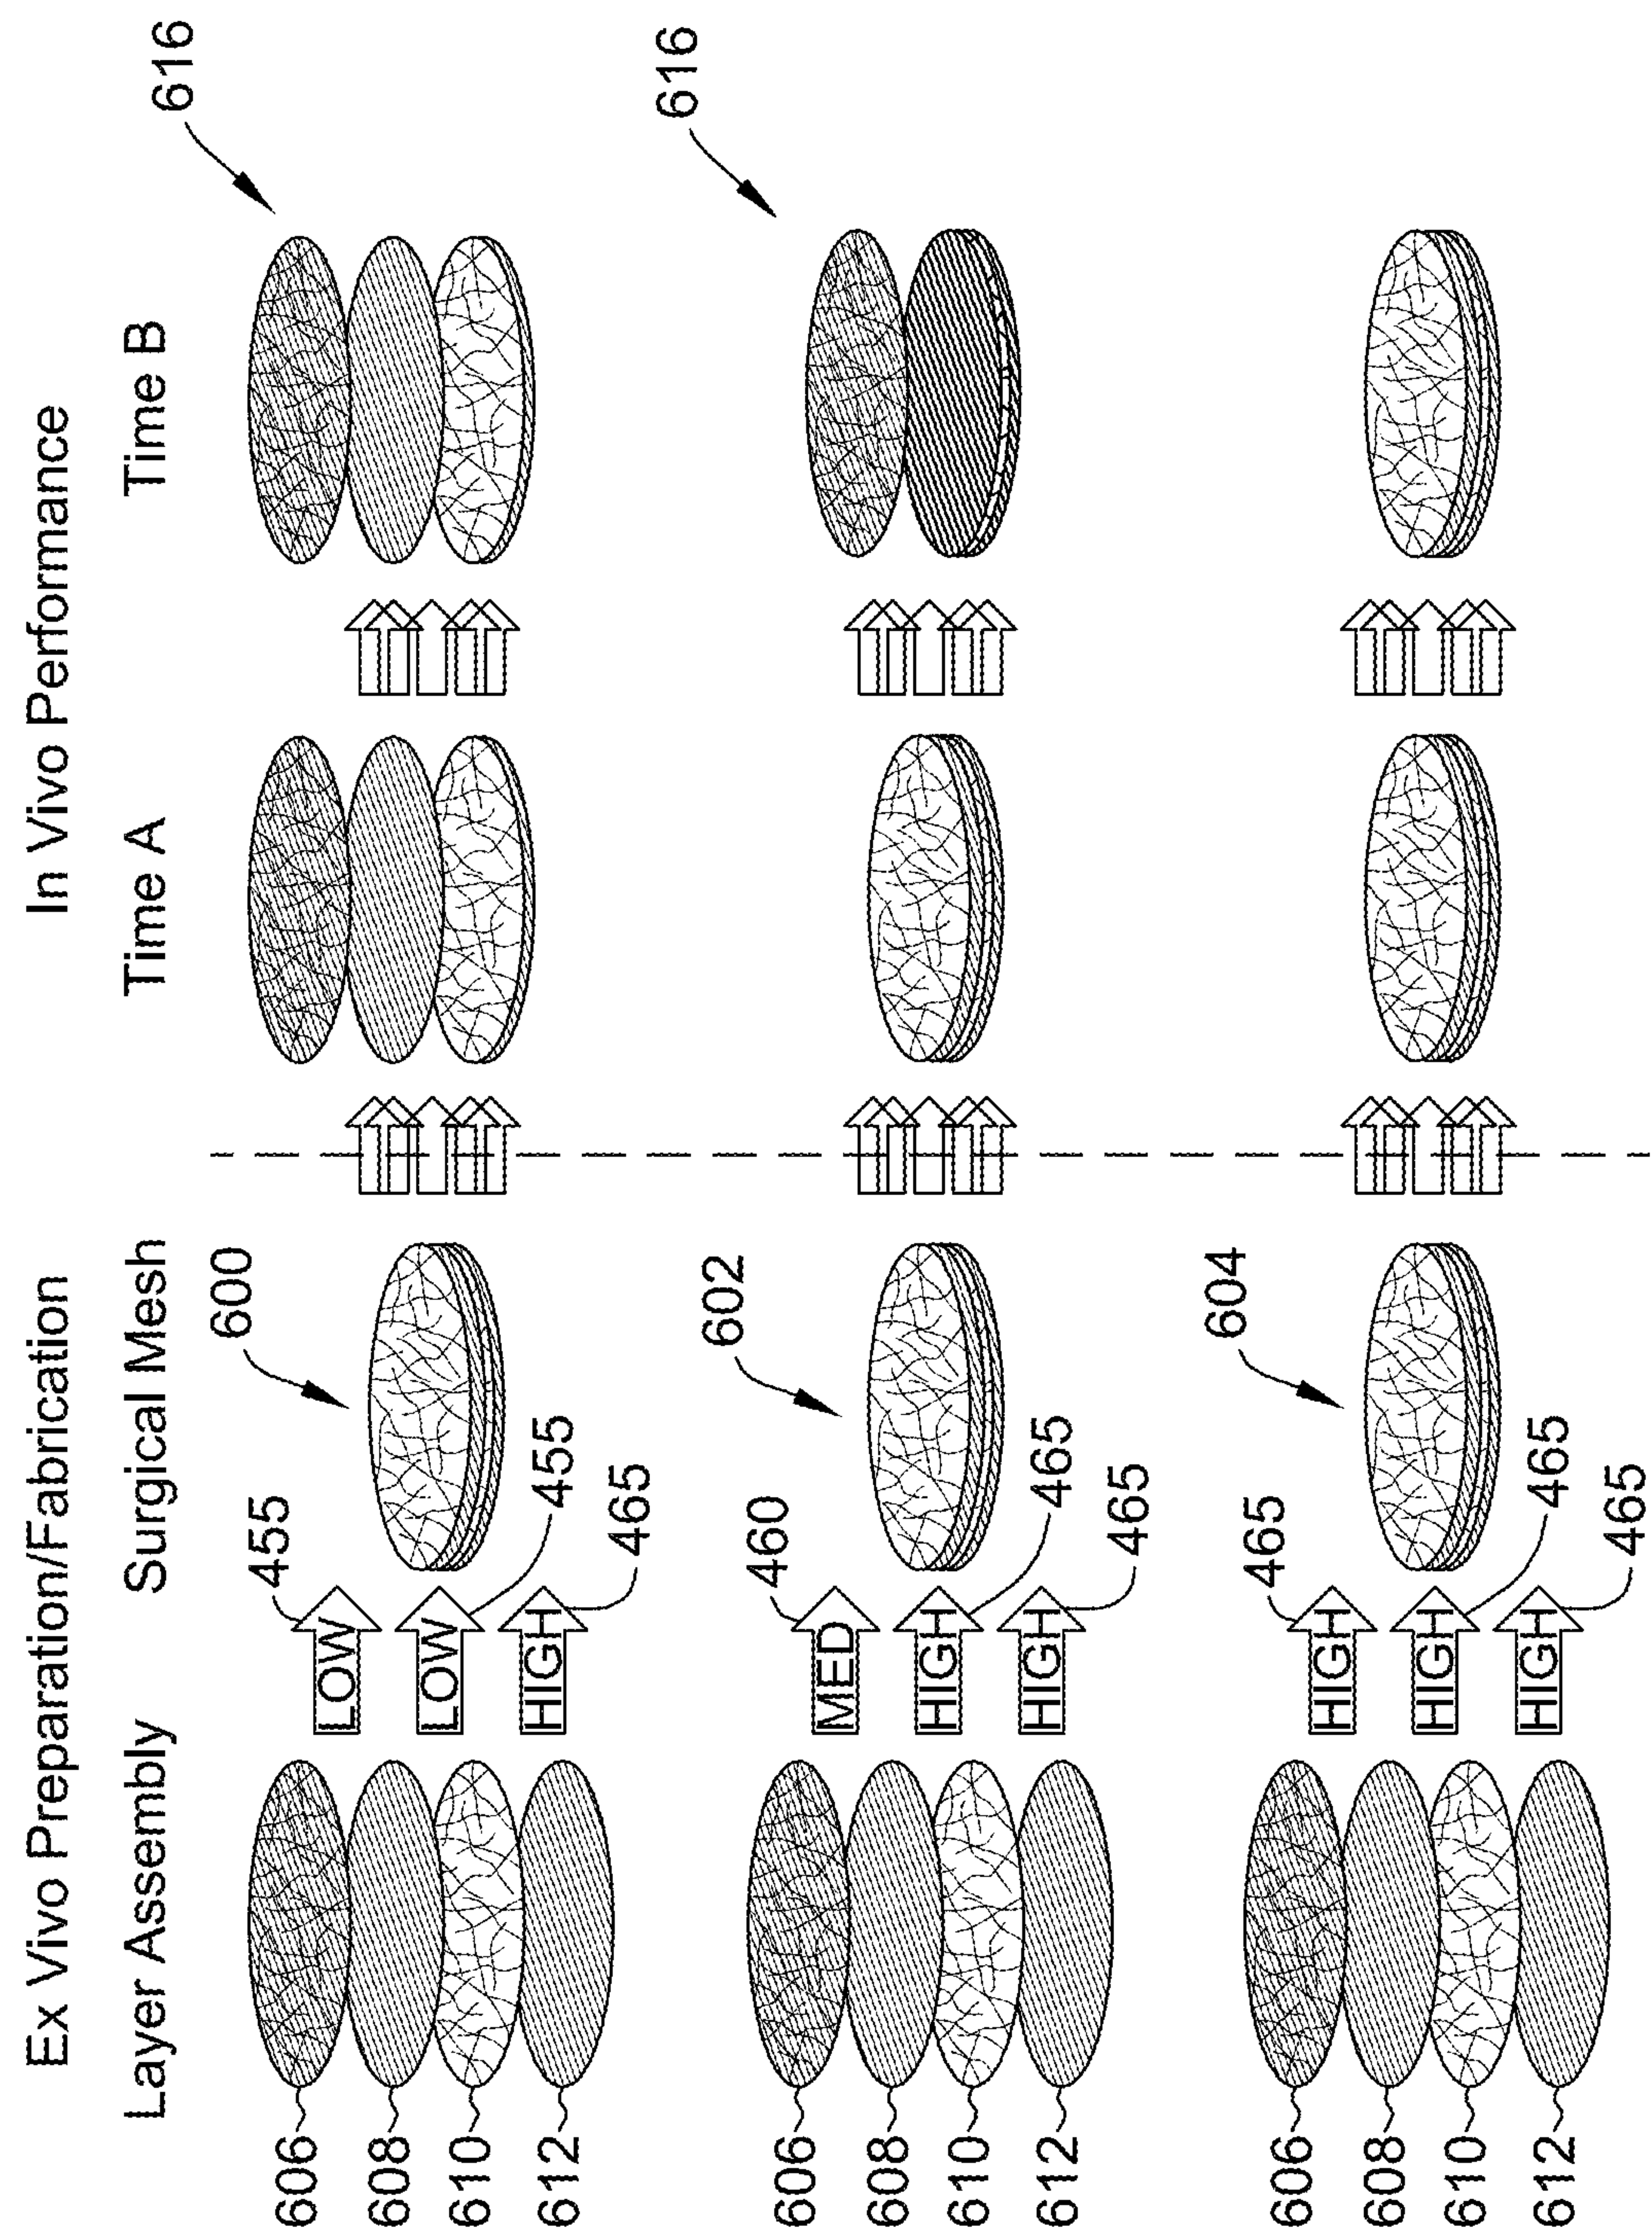 Ex Vivo Preparation/Fabrication
In Vivo Performance
Layer Assembly
Surgical Mesh
Time A
Time B
606
608
610
612
LOW
LOW
HIGH
455
455
465
600
616
606
608
610
612
MED
HIGH
HIGH
460
465
465
602
616
606
608
610
612
HIGH
HIGH
HIGH
465
465
465
604